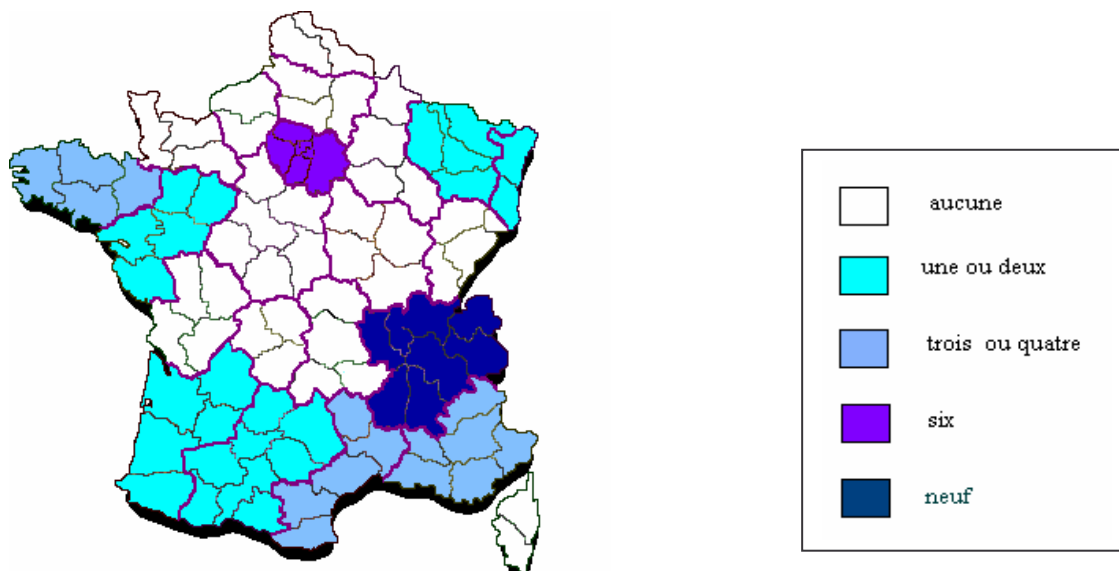 aucune
une ou deux
trois ou quatre
six
neuf